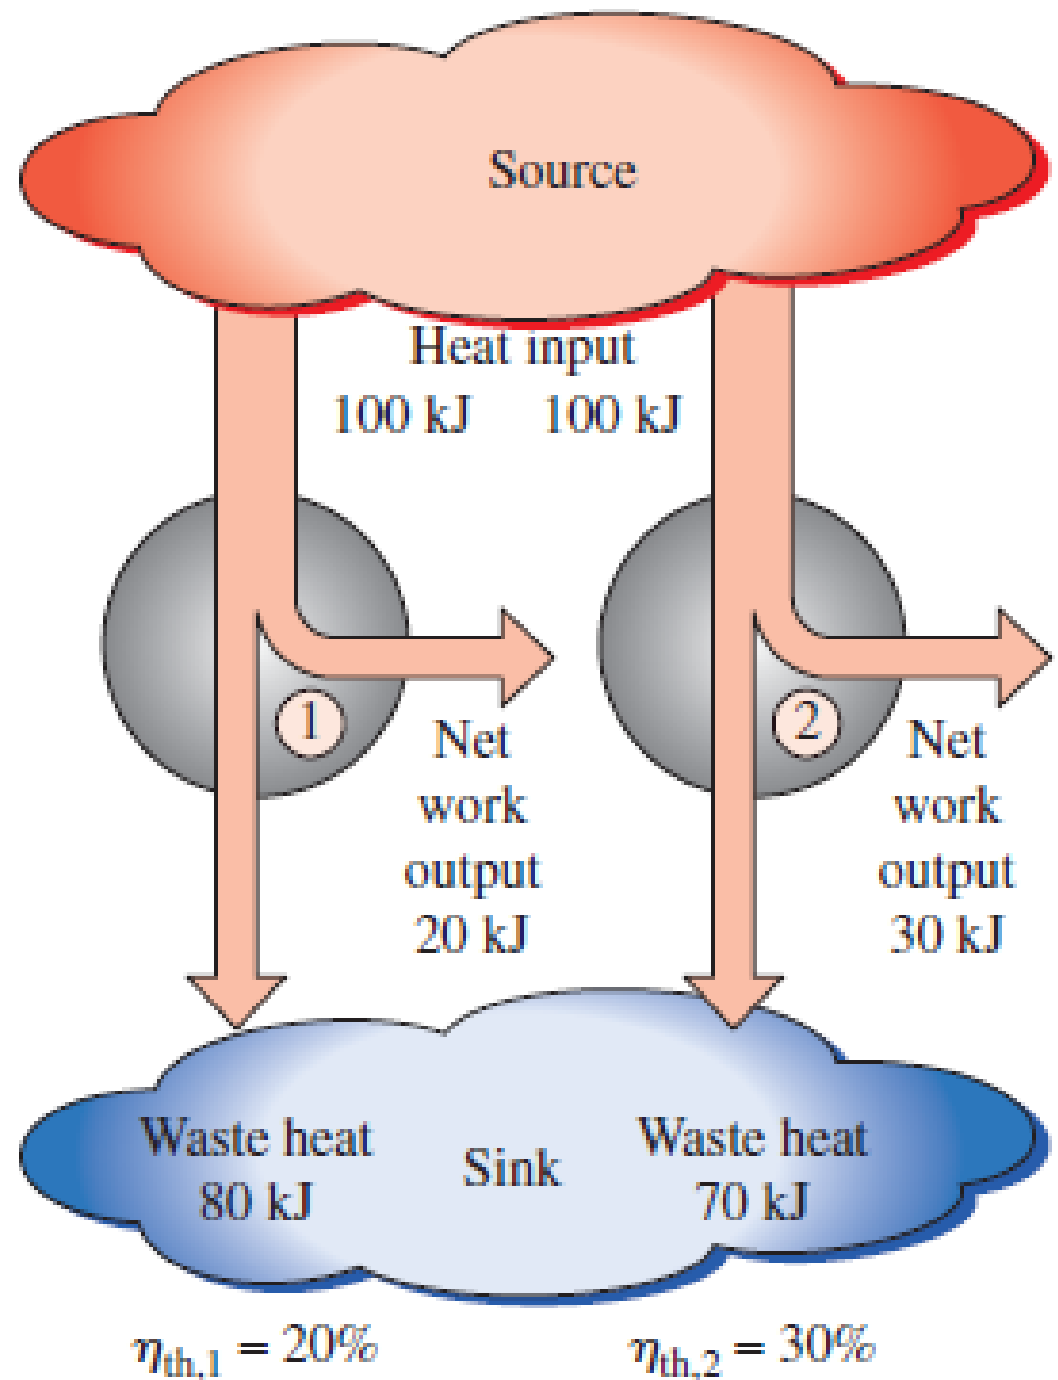 Source
Heat input
100 kJ 100 kJ
1
Net
work
output
20 kJ
2
Net
work
output
30 kJ
Waste heat
80 kJ
Sink
Waste heat
70 kJ
ηth,1 = 20%
ηth,2 = 30%